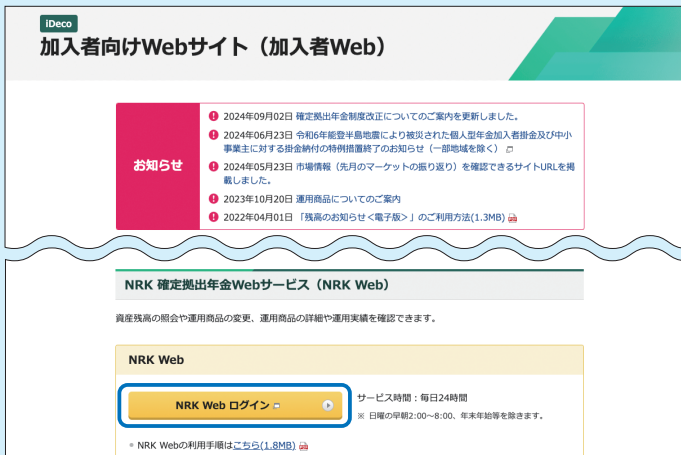 iDeco
加入者向けWebサイト（加入者Web）
お知らせ
2024年09月02日 確定拠出年金制度改正についてのご案内を更新しました。
2024年06月23日 令和6年能登半島地震により被災された個人型年金加入者掛金及び中小
事業主に対する掛金納付の特例措置終了のお知らせ（一部地域を除く）
2024年05月23日 市場情報（先月のマーケットの振り返り）を確認できるサイトURLを掲
載しました。
2023年10月20日 運用商品についてのご案内
2022年04月01日 「残高のお知らせ＜電子版＞」のご利用方法(1.3MB)
NRK 確定拠出年金Webサービス（NRK Web）
資産残高の照会や運用商品の変更、運用商品の詳細や運用実績を確認できます。
NRK Web
NRK Web ログイン
サービス時間：毎日24時間
※ 日曜の早朝2:00〜8:00、年末年始等を除きます。
NRK Webの利用手順はこちら(1.8MB)